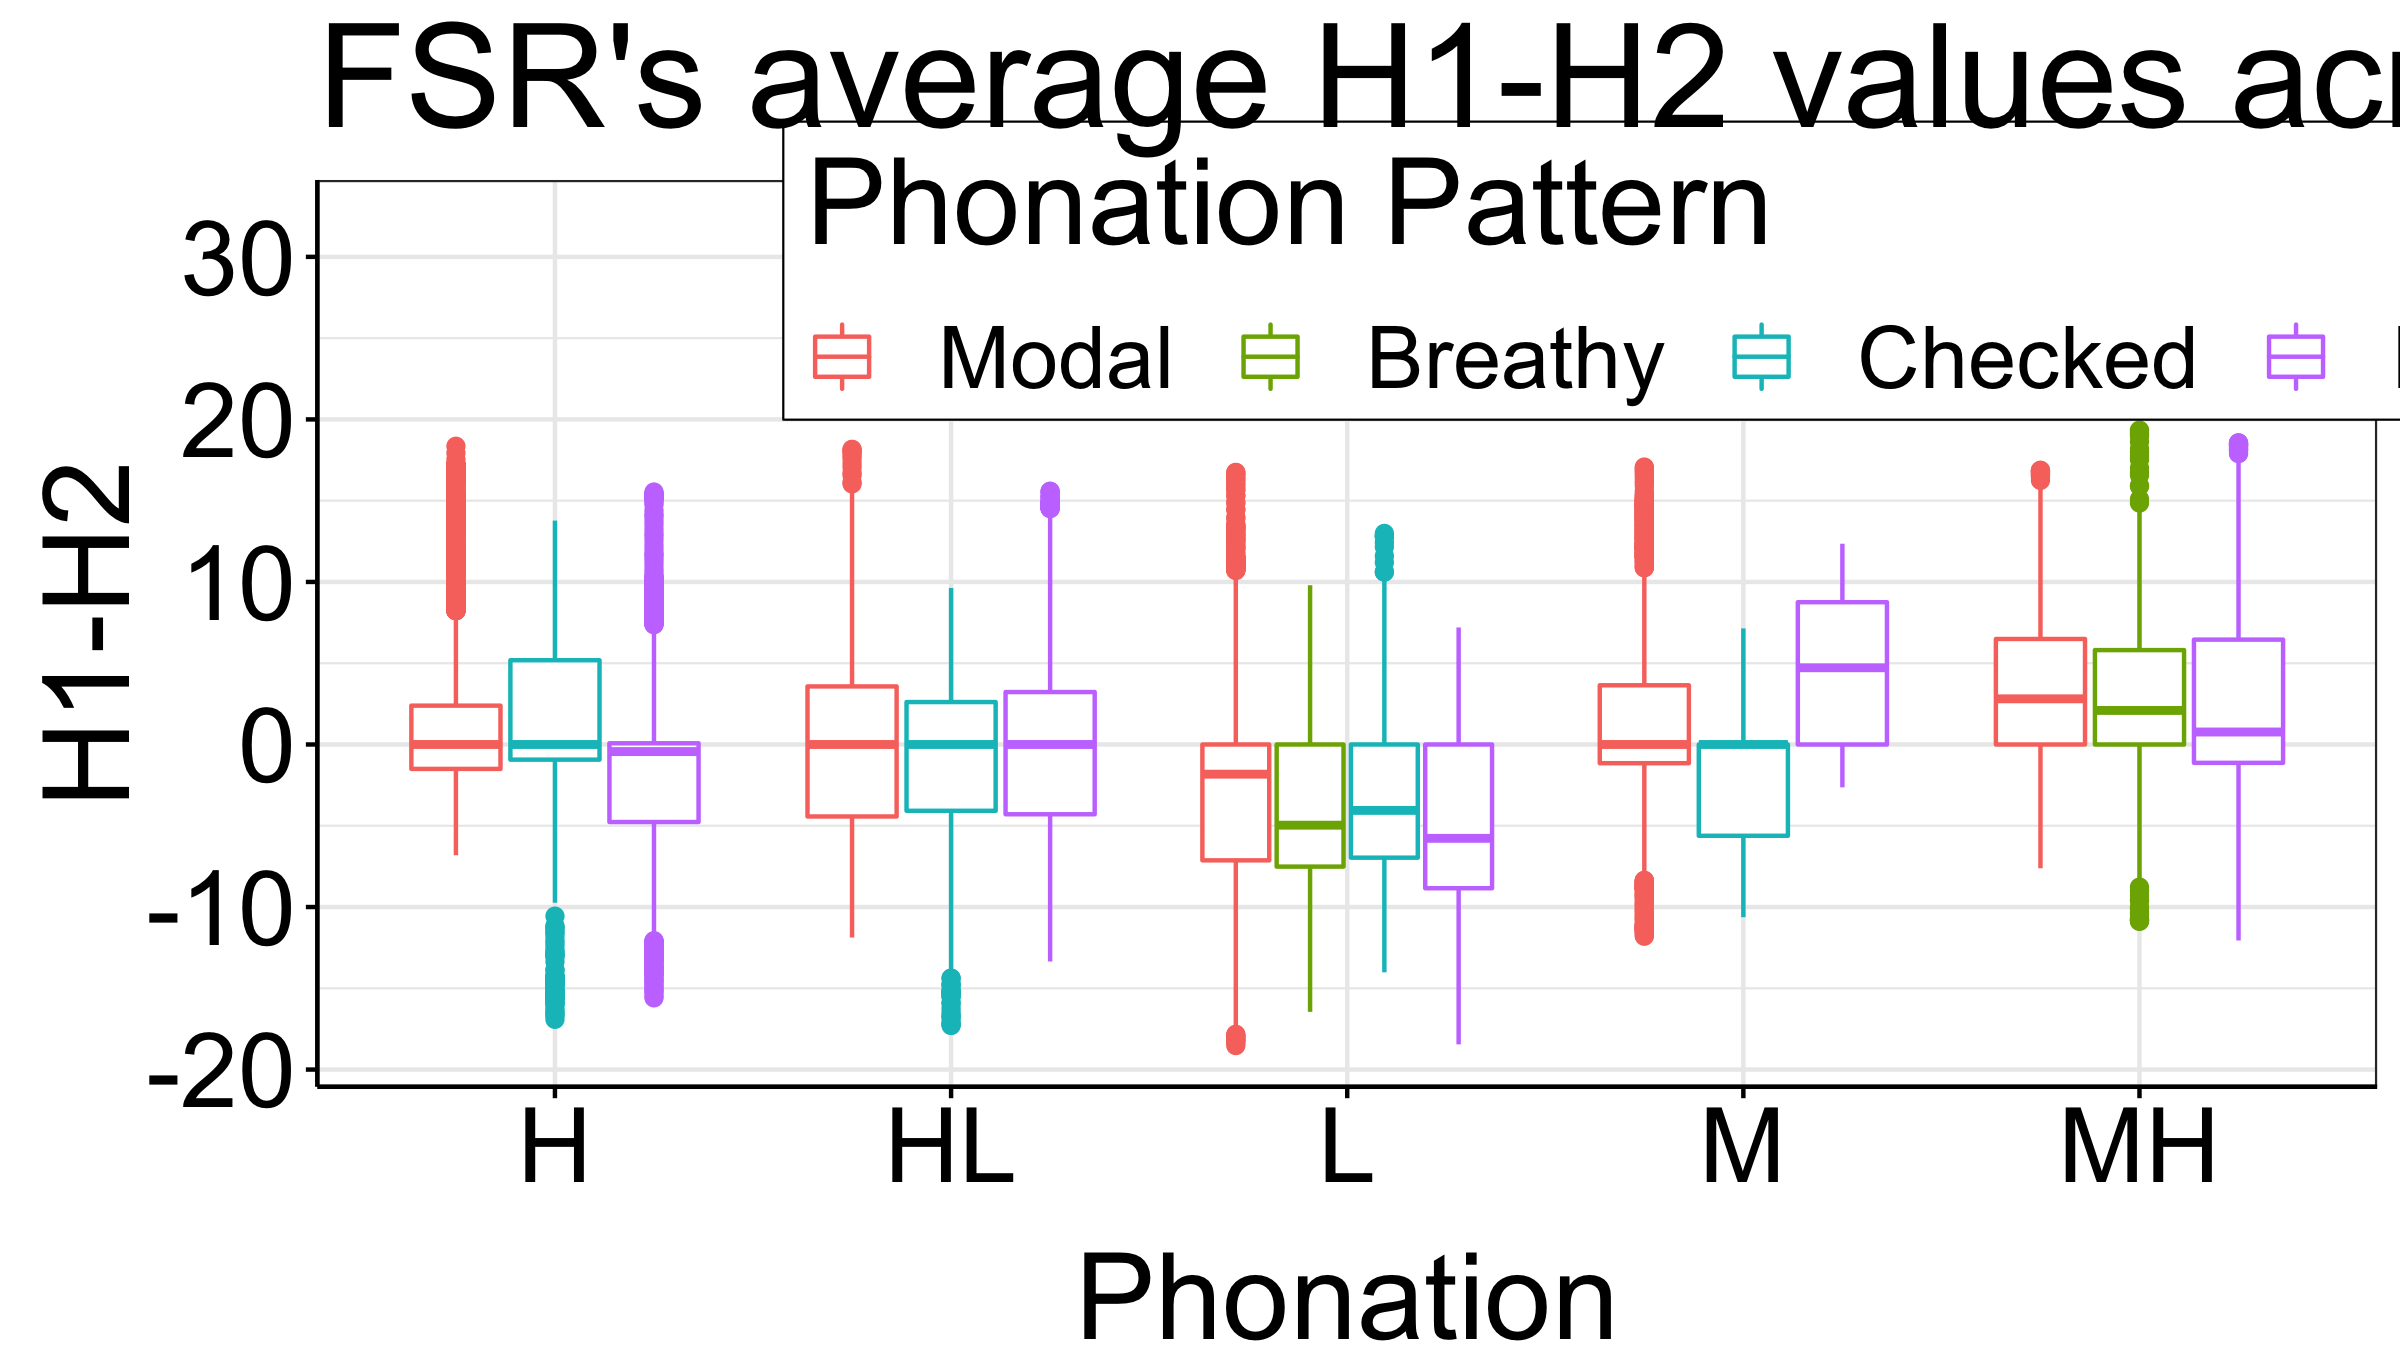 FSR's average H1-H2 values
Phonation Pattern
Modal Breathy Checked
H1-H2
30
20
10
0
-10
-20
H HL L M MH
Phonation